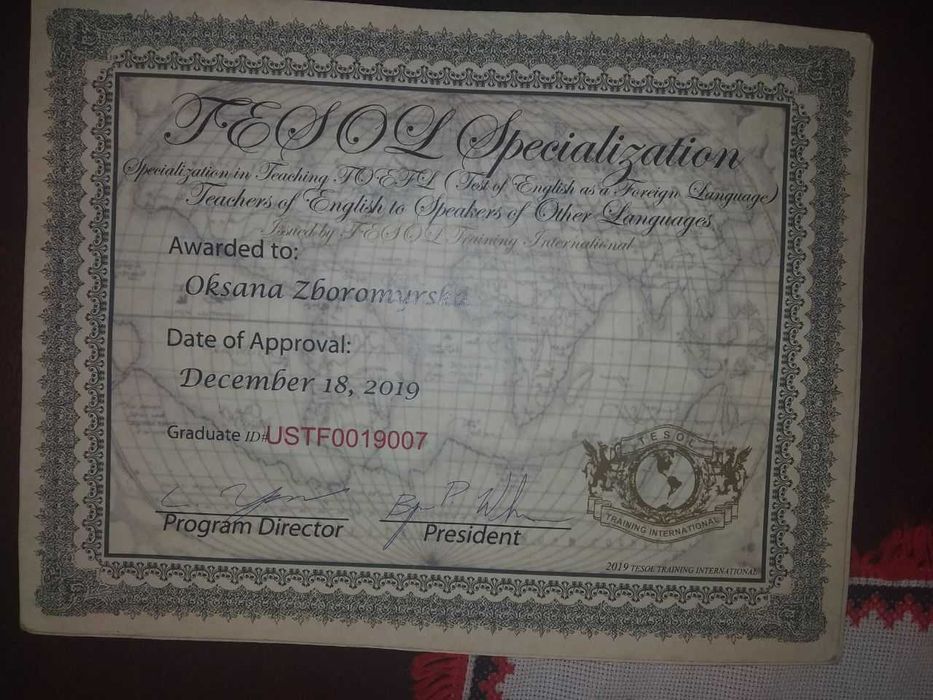 TESOL Specialization
Specialization in Teaching TOEFL (Test of English as a Foreign Language)
Teachers of English to Speakers of Other Languages
Issued by TESOL Training International
Awarded to:
Oksana Zboromyrska
Date of Approval:
December 18, 2019
Graduate ID#USTF0019007
Program Director
President
TESOL
TRAINING INTERNATIONAL
2019 TESOL TRAINING INTERNATIONAL